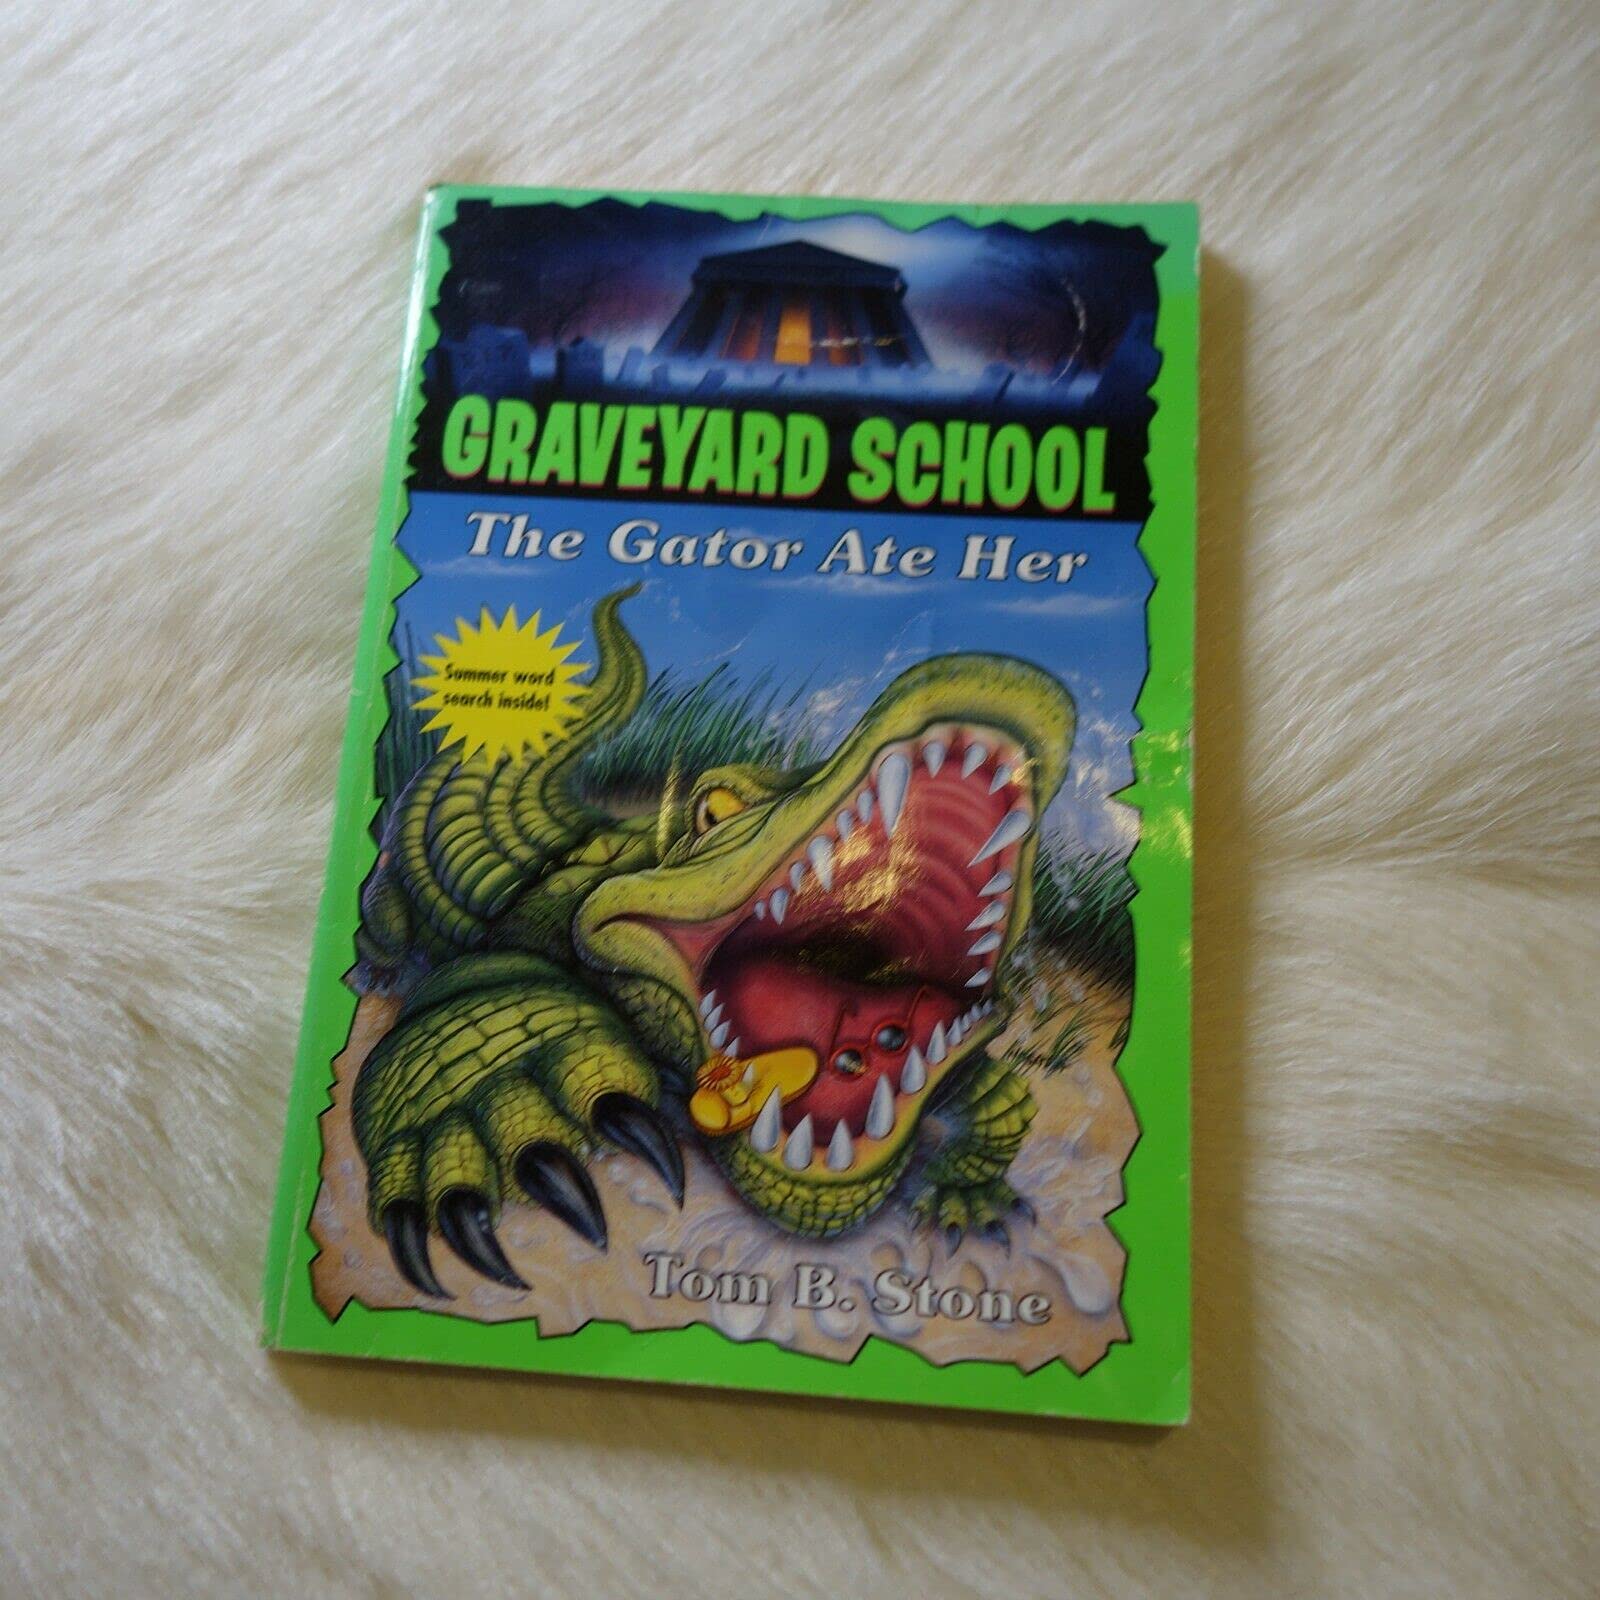 GRAVEYARD SCHOOL
The Gator Ate Her
Summer word
search inside!
Tom B. Stone